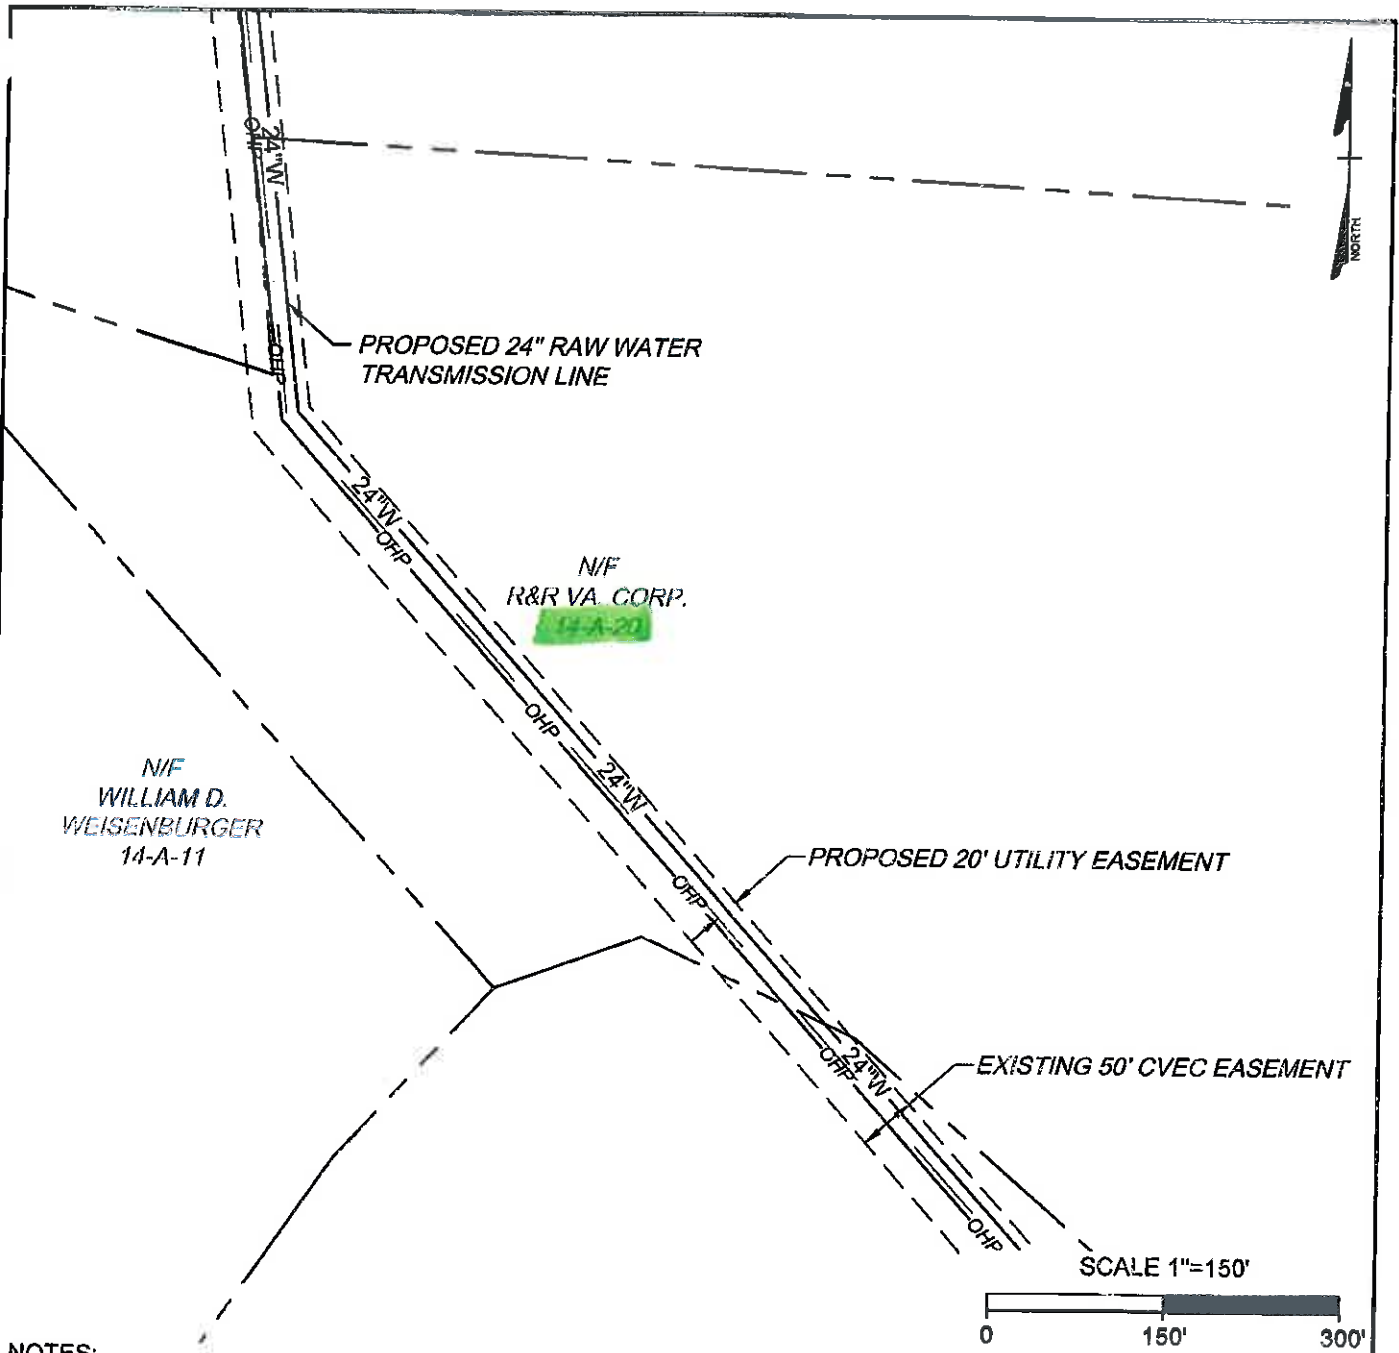 OHP
24"W
NORTH
OHP
PROPOSED 24" RAW WATER
TRANSMISSION LINE
24"W
OHP
N/F
R&R VA. CORP.
14-A-20
OHP
N/F
WILLIAM D.
WEISENBURGER
14-A-11
24"W
PROPOSED 20' UTILITY EASEMENT
OHP
24"W
OHP
EXISTING 50' CVEC EASEMENT
OHP
SCALE 1"=150'
0 150' 300'
NOTES: